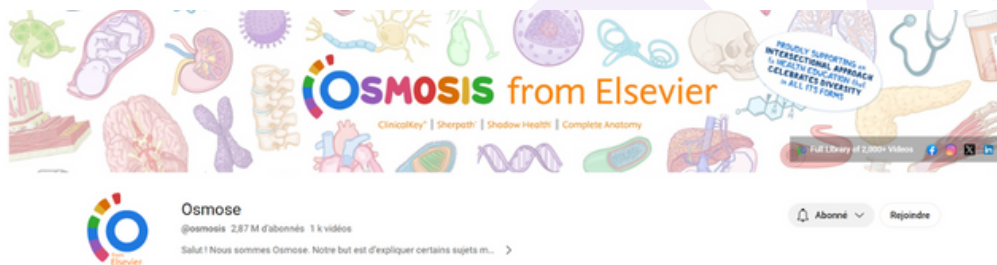 OSMOSIS from Elsevier
ClinicalKey® | Sherpath® | Shadow Health | Complete Anatomy
PROUDLY SUPPORTING an
INTERSECTIONAL APPROACH
to HEALTH EDUCATION that
CELEBRATES DIVERSITY
in ALL ITS FORMS
Full Library of 2,000+ Videos
Osmose
@osmosis 2,87 M d'abonnés 1 k vidéos
Abonné
Rejoindre
Salut ! Nous sommes Osmose. Notre but est d'expliquer certains sujets m...
from
Elsevier